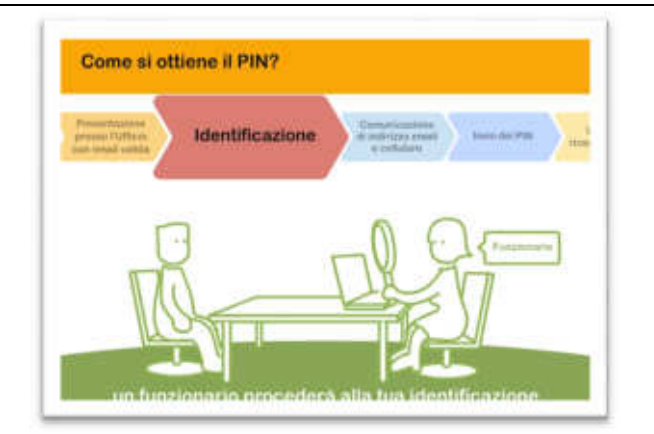 Come si ottiene il PIN?
Presentazione
presso l'Ufficio
con email valida
Identificazione
Comunicazione
di indirizzo email
e cellulare
Invio del PIN
Funzionario
un funzionario procederà alla tua identificazione